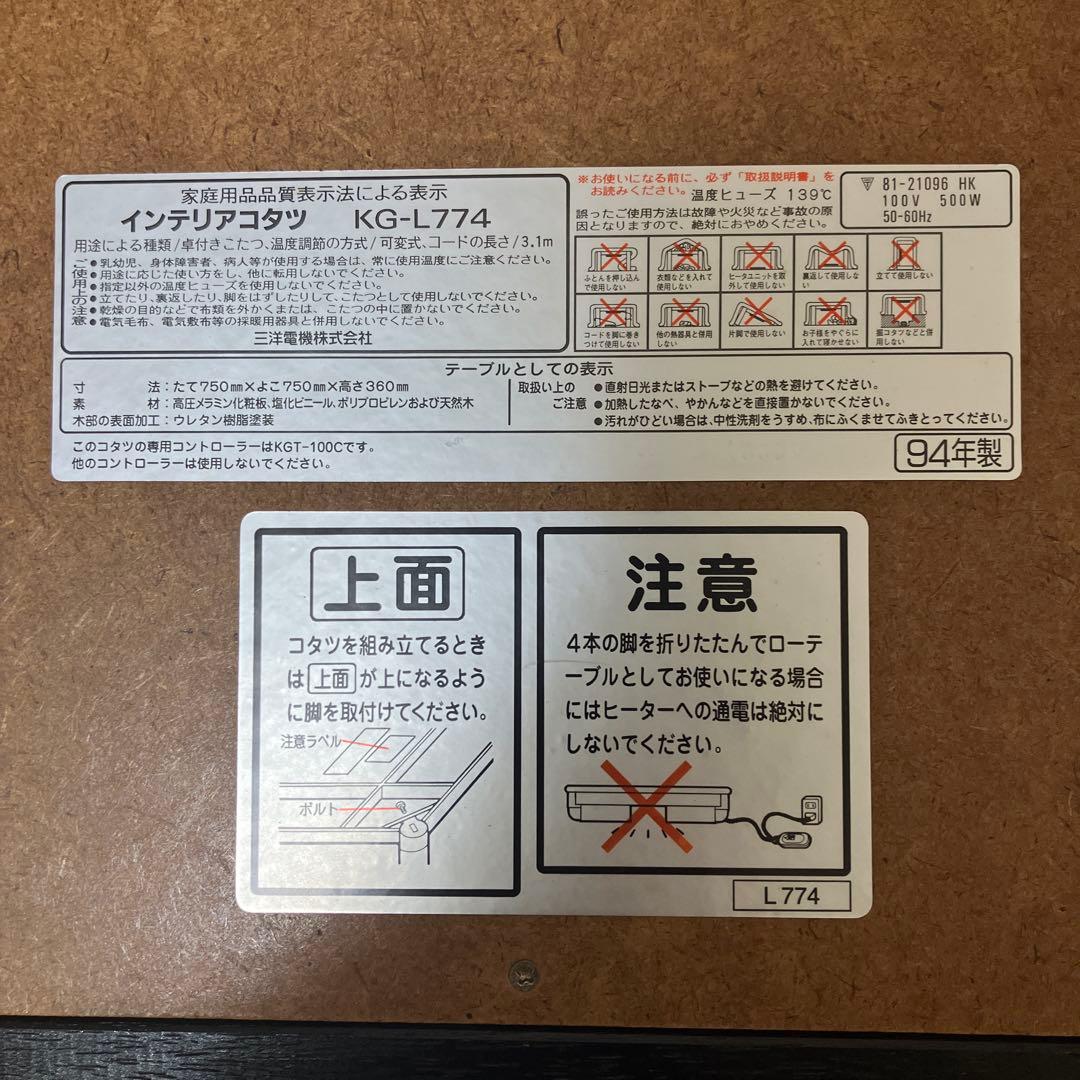 家庭用品品質表示法による表示
インテリアコタツ KG-L774
用途による種類/卓付きこたつ、温度調節の方式/可変式、コードの長さ/3.1m
ご使用上の注意
●乳幼児、身体障害者、病人等が使用する場合は、常に使用温度にご注意ください。
●用途に応じた使い方をし、他に転用しないでください。
●指定以外の温度ヒューズを使用しないでください。
●立てたり、裏返したり、脚をはずしたりして、こたつとして使用しないでください。
●乾燥の目的などで布類を外かくまたは、こたつの中に置かないでください。
●電気毛布、電気敷布等の採暖用器具と併用しないでください。
三洋電機株式会社
※お使いになる前に、必ず「取扱説明書」を
お読みください。 温度ヒューズ 139℃
誤ったご使用方法は故障や火災など事故の原
因となりますので、絶対におやめください。
81-21096 HK
100V 500W
50-60Hz
ふとんを押し込ん
で使用しない
衣類などを入れて
使用しない
ヒータユニットを取
外して使用しない
裏返して使用しな
い
立てて使用しない
コードを脚に巻き
つけて使用しない
他の熱器具と併用
しない
片脚で使用しない
お子様をやぐらに
入れて寝かせない
掘コタツなどと併
用しない
テーブルとしての表示
寸 法:たて750mm×よこ750mm×高さ360mm
素 材:高圧メラミン化粧板、塩化ビニール、ポリプロピレンおよび天然木
木部の表面加工:ウレタン樹脂塗装
取扱い上の
ご注意
●直射日光またはストーブなどの熱を避けてください。
●加熱したなべ、やかんなどを直接置かないでください。
●汚れがひどい場合は、中性洗剤をうすめ、布にふくませてふきとってください。
このコタツの専用コントローラーはKGT-100Cです。
他のコントローラーは使用しないでください。
94年製
上面
コタツを組み立てるとき
は上面が上になるよう
に脚を取付けてください。
注意ラベル
ボルト
注意
4本の脚を折りたたんでローテ
ーブルとしてお使いになる場合
にはヒーターへの通電は絶対に
しないでください。
L774